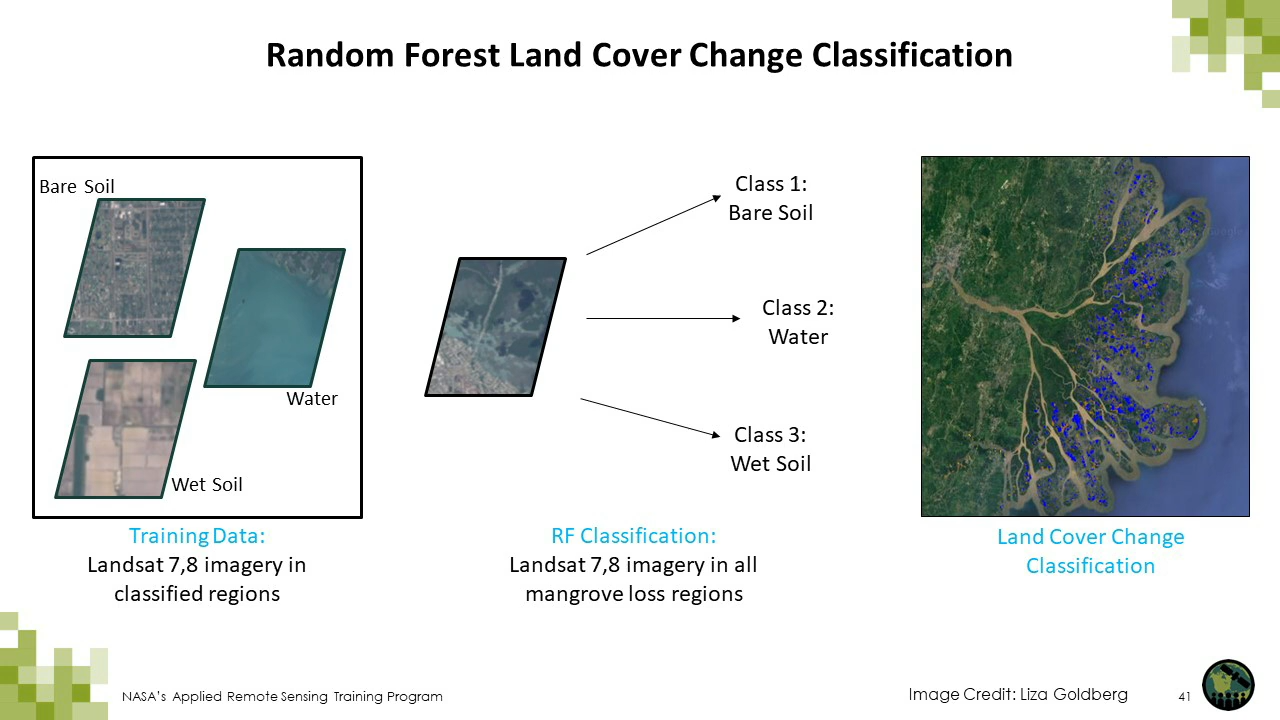 Random Forest Land Cover Change Classification
Bare Soil
Water
Wet Soil
Training Data:
Landsat 7,8 imagery in
classified regions
Class 1:
Bare Soil
Class 2:
Water
Class 3:
Wet Soil
RF Classification:
Landsat 7,8 imagery in all
mangrove loss regions
Land Cover Change
Classification
NASA's Applied Remote Sensing Training Program
Image Credit: Liza Goldberg
41